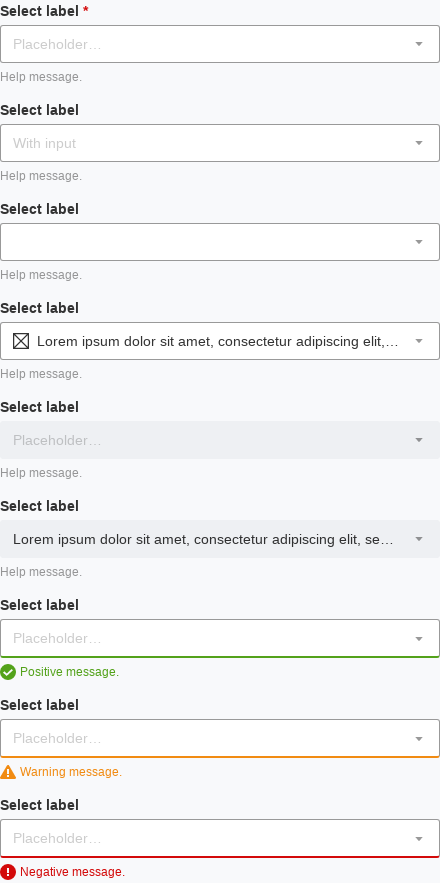 Select label *
Placeholder…
Help message.
Select label
With input
Help message.
Select label
Help message.
Select label
Lorem ipsum dolor sit amet, consectetur adipiscing elit,…
Help message.
Select label
Placeholder…
Help message.
Select label
Lorem ipsum dolor sit amet, consectetur adipiscing elit, se…
Help message.
Select label
Placeholder…
Positive message.
Select label
Placeholder…
Warning message.
Select label
Placeholder…
Negative message.